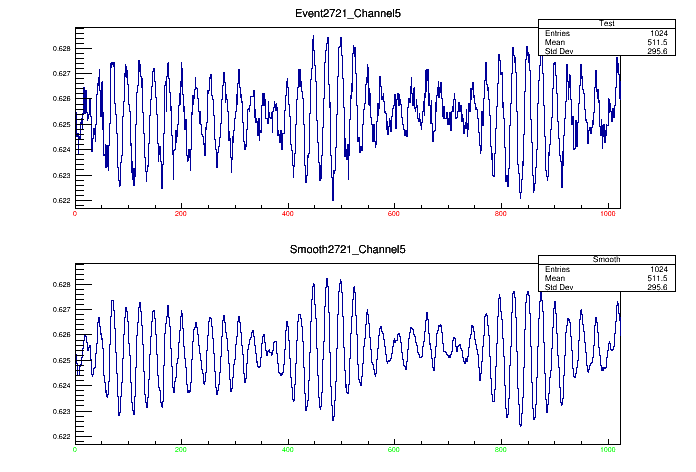 Event2721_Channel5
Test
Entries 1024
Mean 511.5
Std Dev 295.6
0.628
0.627
0.626
0.625
0.624
0.623
0.622
0 200 400 600 800 1000
Smooth2721_Channel5
Smooth
Entries 1024
Mean 511.5
Std Dev 295.6
0.628
0.627
0.626
0.625
0.624
0.623
0.622
0 200 400 600 800 1000